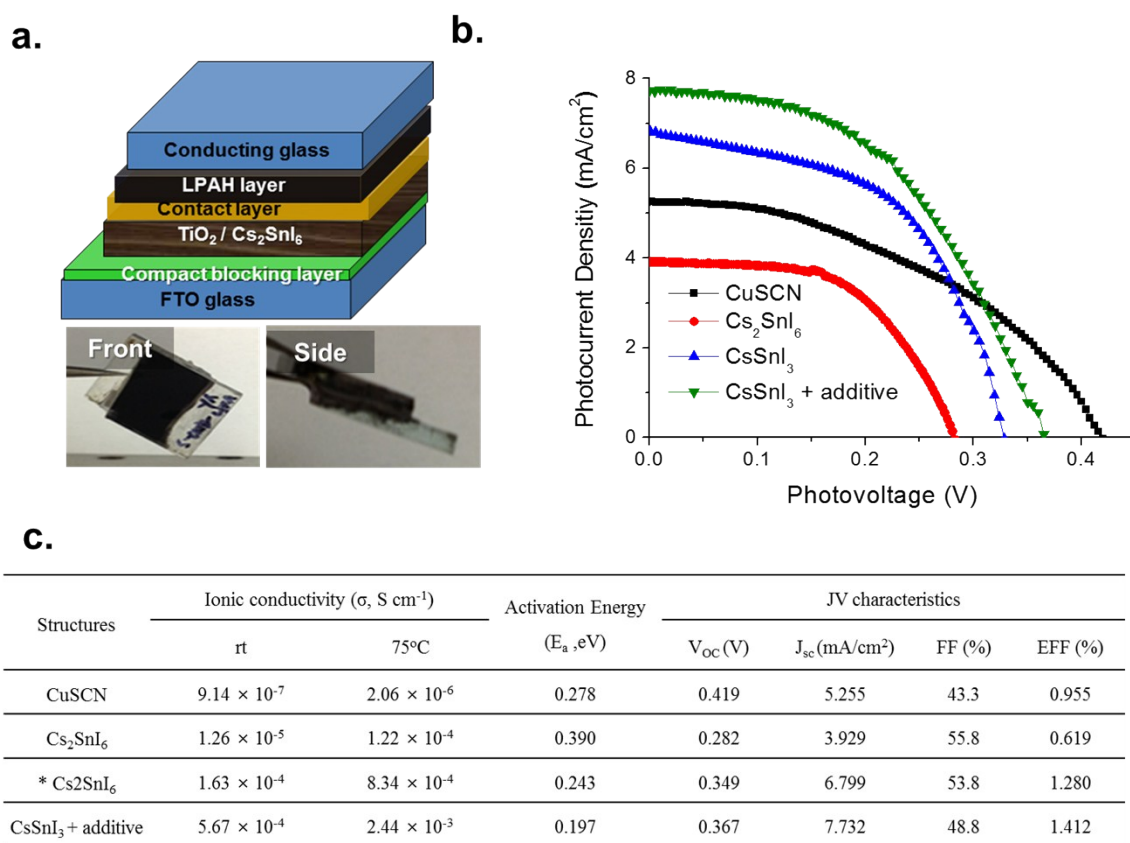 a.
Conducting glass
LPAH layer
Contact layer
TiO₂ / Cs₂SnI₆
Compact blocking layer
FTO glass
Front
Side
b.
Photocurrent Densitiy (mA/cm²)
8
6
4
2
0
CuSCN
Cs₂SnI₆
CsSnI₃
CsSnI₃ + additive
0.0 0.1 0.2 0.3 0.4
Photovoltage (V)
c.
Structures Ionic conductivity (σ, S cm⁻¹) Activation Energy (Eₐ ,eV) JV characteristics
rt 75°C V_OC (V) J_sc (mA/cm²) FF (%) EFF (%)
CuSCN 9.14 × 10⁻⁷ 2.06 × 10⁻⁶ 0.278 0.419 5.255 43.3 0.955
Cs₂SnI₆ 1.26 × 10⁻⁵ 1.22 × 10⁻⁴ 0.390 0.282 3.929 55.8 0.619
* Cs2SnI₆ 1.63 × 10⁻⁴ 8.34 × 10⁻⁴ 0.243 0.349 6.799 53.8 1.280
CsSnI₃ + additive 5.67 × 10⁻⁴ 2.44 × 10⁻³ 0.197 0.367 7.732 48.8 1.412